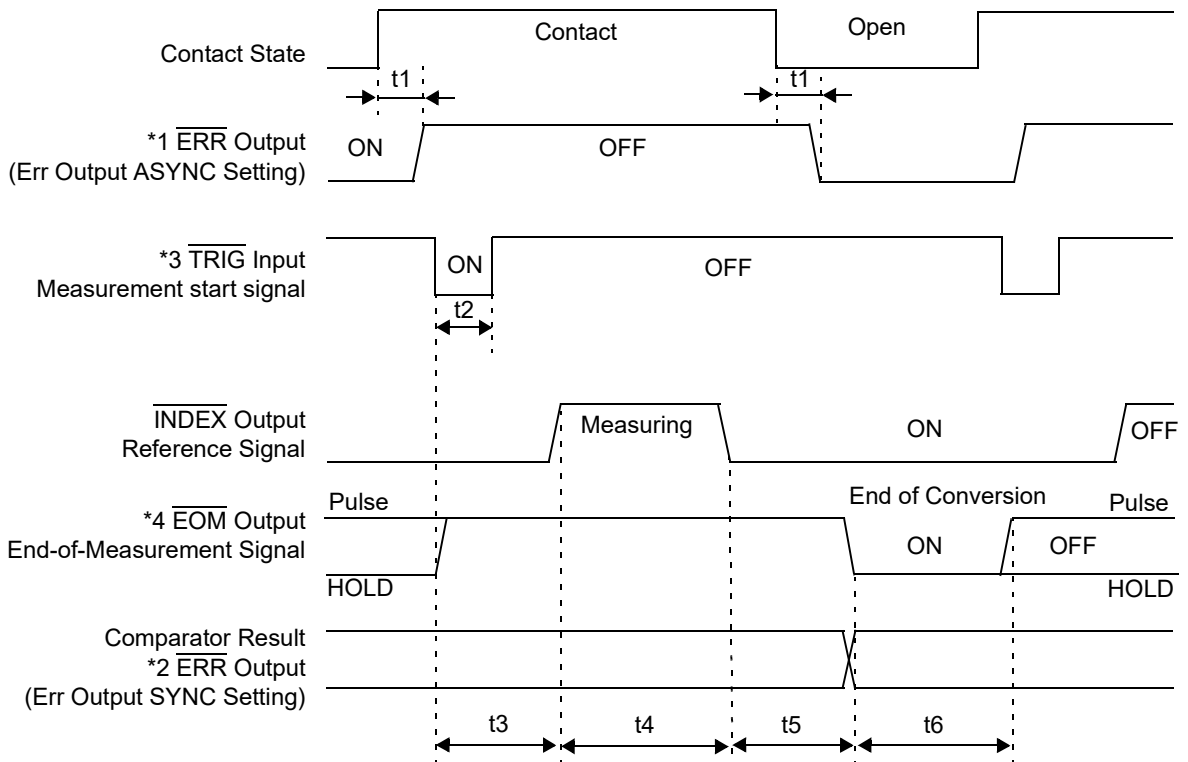 Contact State
Contact
Open
t1
t1
*1 ERR Output
(Err Output ASYNC Setting)
ON
OFF
*3 TRIG Input
Measurement start signal
ON
OFF
t2
INDEX Output
Reference Signal
Measuring
ON
OFF
*4 EOM Output
End-of-Measurement Signal
Pulse
HOLD
End of Conversion
Pulse
ON
OFF
HOLD
Comparator Result
*2 ERR Output
(Err Output SYNC Setting)
t3
t4
t5
t6